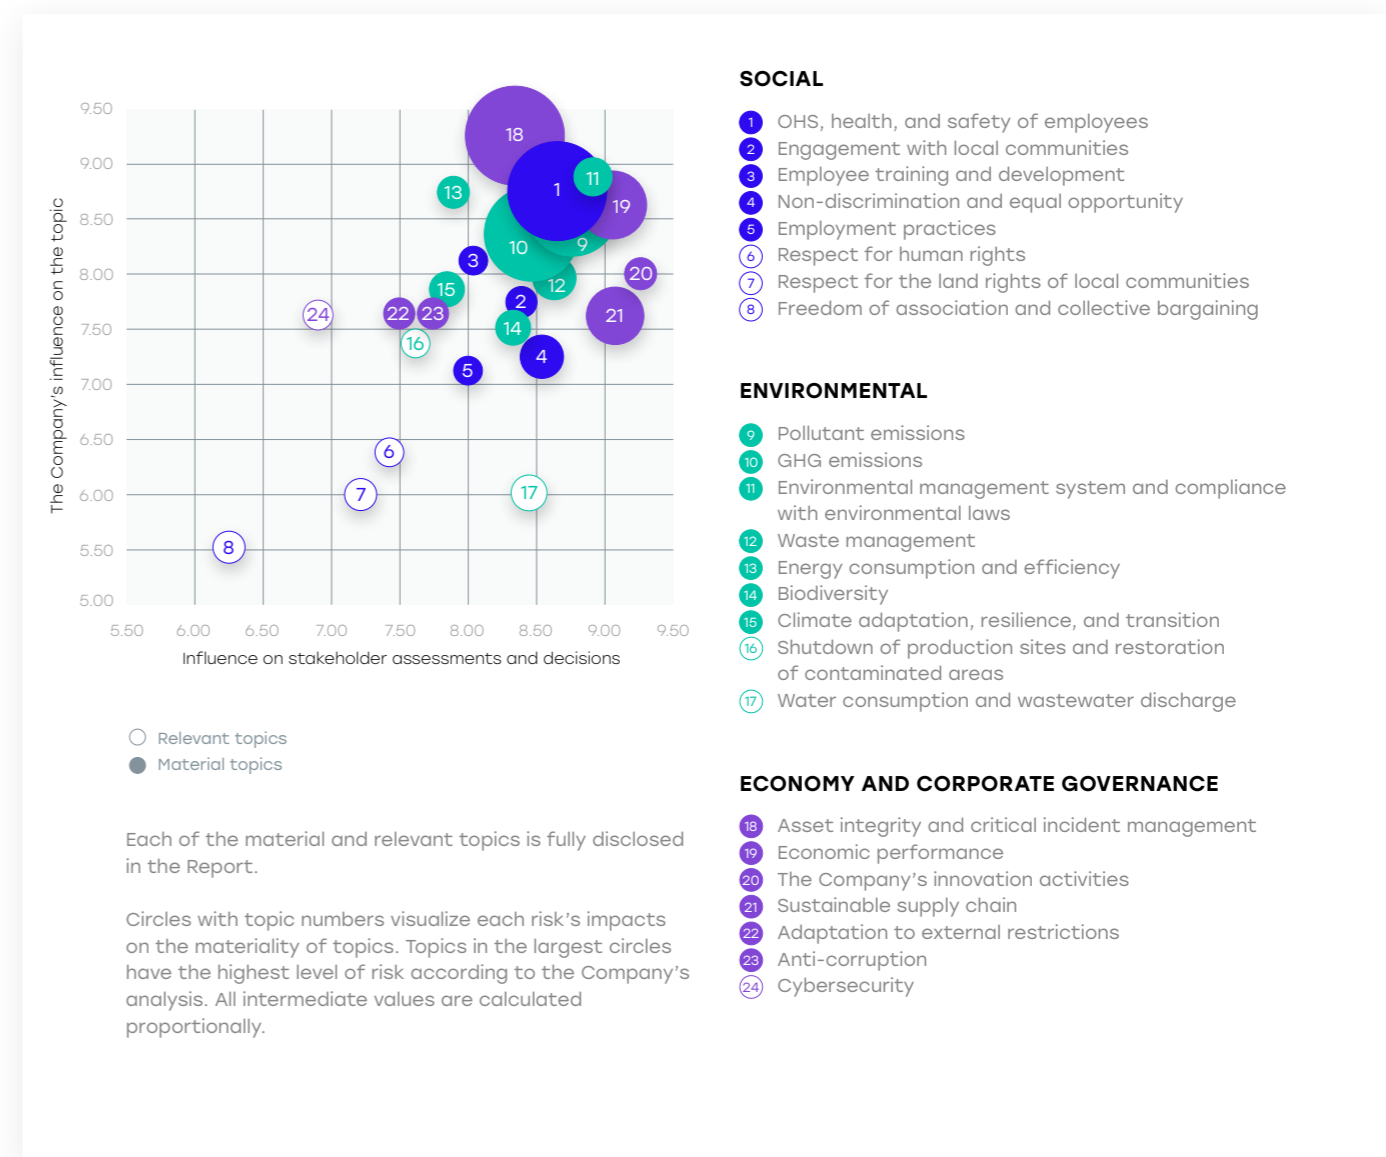 The Company's influence on the topic
9.50
9.00
8.50
8.00
7.50
7.00
6.50
6.00
5.50
5.00
18
1
11
13
19
10
9
3
20
12
15
2
24
22
23
21
14
16
4
5
6
7
17
8
5.50 6.00 6.50 7.00 7.50 8.00 8.50 9.00 9.50
Influence on stakeholder assessments and decisions
Relevant topics
Material topics
Each of the material and relevant topics is fully disclosed
in the Report.
Circles with topic numbers visualize each risk’s impacts
on the materiality of topics. Topics in the largest circles
have the highest level of risk according to the Company’s
analysis. All intermediate values are calculated
proportionally.
SOCIAL
1 OHS, health, and safety of employees
2 Engagement with local communities
3 Employee training and development
4 Non-discrimination and equal opportunity
5 Employment practices
6 Respect for human rights
7 Respect for the land rights of local communities
8 Freedom of association and collective bargaining
ENVIRONMENTAL
9 Pollutant emissions
10 GHG emissions
11 Environmental management system and compliance
with environmental laws
12 Waste management
13 Energy consumption and efficiency
14 Biodiversity
15 Climate adaptation, resilience, and transition
16 Shutdown of production sites and restoration
of contaminated areas
17 Water consumption and wastewater discharge
ECONOMY AND CORPORATE GOVERNANCE
18 Asset integrity and critical incident management
19 Economic performance
20 The Company’s innovation activities
21 Sustainable supply chain
22 Adaptation to external restrictions
23 Anti-corruption
24 Cybersecurity